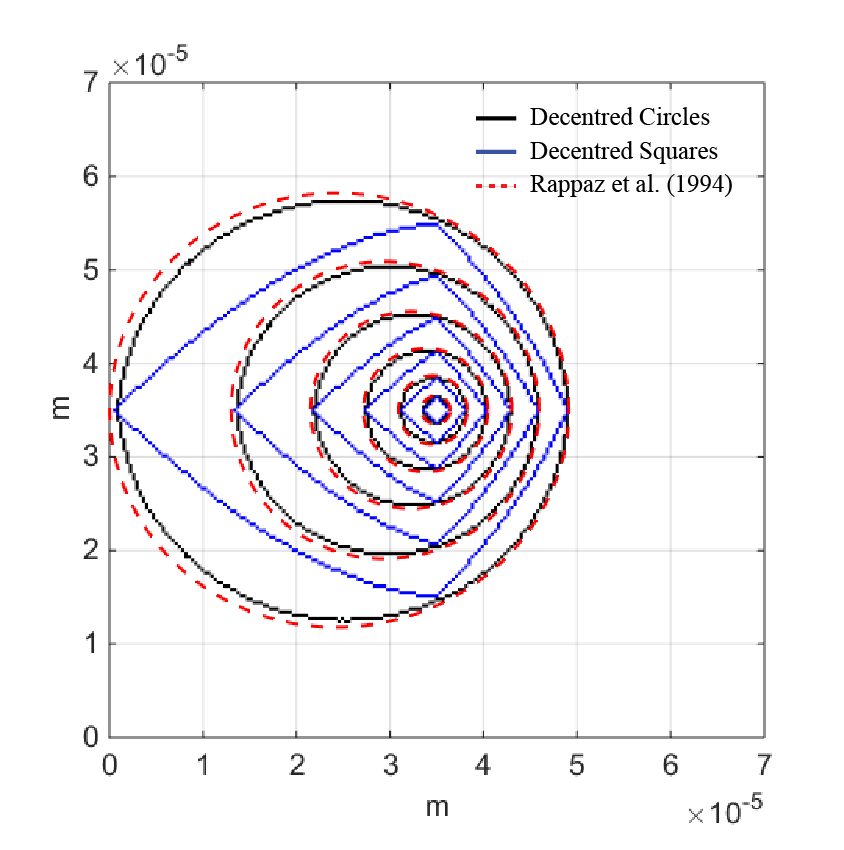 ×10-5
7
6
5
4
3
2
1
0
m
Decentred Circles
Decentred Squares
Rappaz et al. (1994)
0 1 2 3 4 5 6 7
m
×10-5